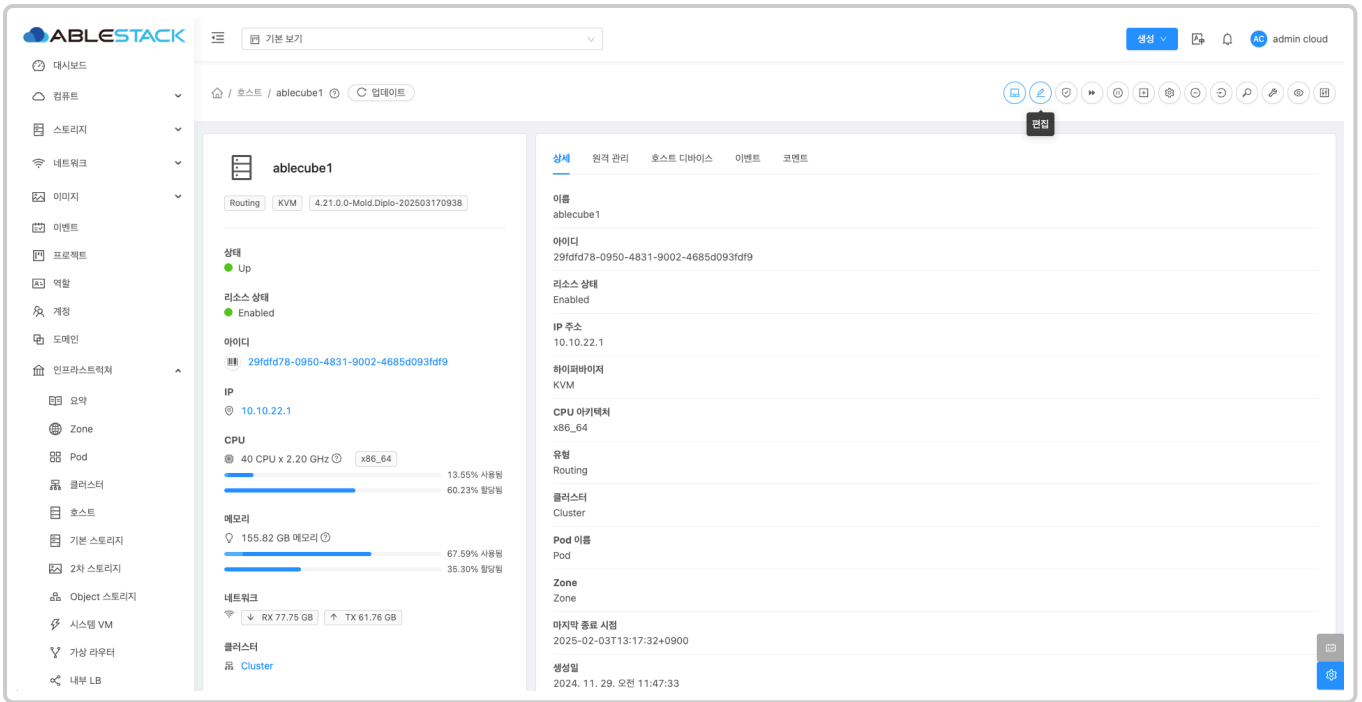 ABLESTACK
기본 보기
생성
admin cloud
AC
대시보드
컴퓨트
스토리지
네트워크
이미지
이벤트
프로젝트
역할
계정
도메인
인프라스트럭쳐
요약
Zone
Pod
클러스터
호스트
기본 스토리지
2차 스토리지
Object 스토리지
시스템 VM
가상 라우터
내부 LB
/ 호스트 / ablecube1
업데이트
편집
ablecube1
Routing
KVM
4.21.0.0-Mold.Diplo-202503170938
상태
Up
리소스 상태
Enabled
아이디
29fdfd78-0950-4831-9002-4685d093fdf9
IP
10.10.22.1
CPU
40 CPU x 2.20 GHz
x86_64
13.55% 사용됨
60.23% 할당됨
메모리
155.82 GB 메모리
67.59% 사용됨
35.30% 할당됨
네트워크
RX 77.75 GB
TX 61.76 GB
클러스터
Cluster
상세 원격 관리 호스트 디바이스 이벤트 코멘트
이름
ablecube1
아이디
29fdfd78-0950-4831-9002-4685d093fdf9
리소스 상태
Enabled
IP 주소
10.10.22.1
하이퍼바이저
KVM
CPU 아키텍처
x86_64
유형
Routing
클러스터
Cluster
Pod 이름
Pod
Zone
Zone
마지막 종료 시점
2025-02-03T13:17:32+0900
생성일
2024. 11. 29. 오전 11:47:33